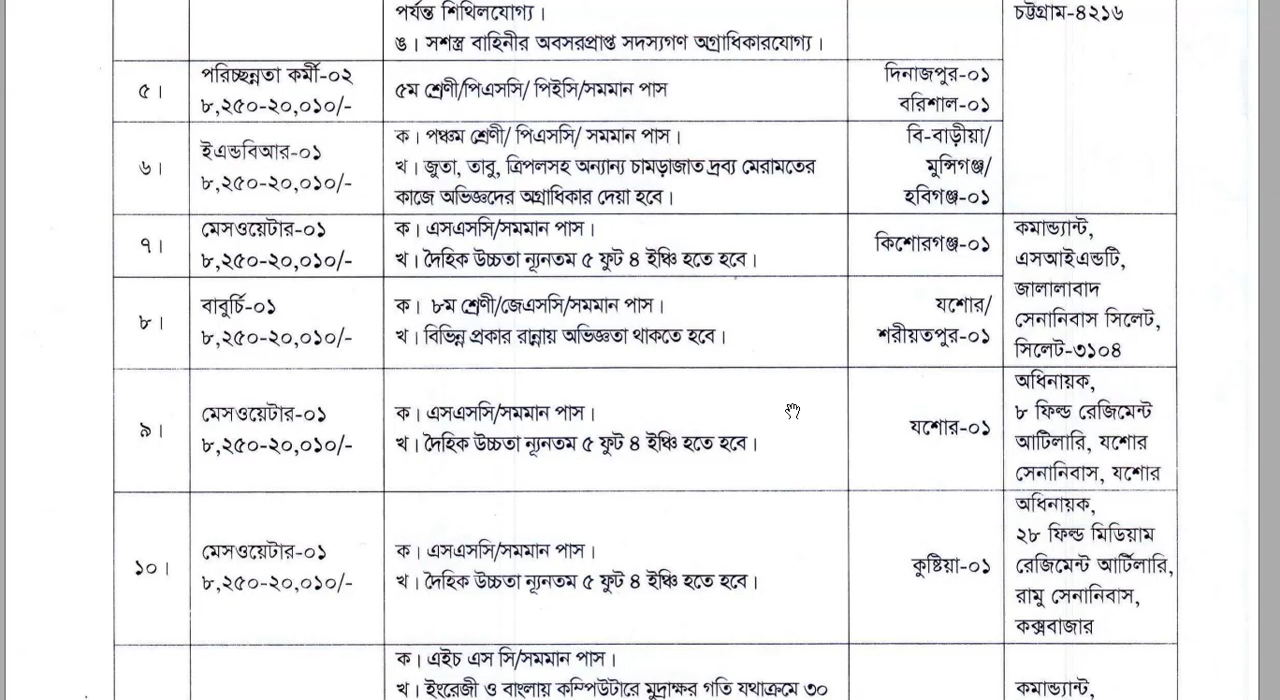 পর্যন্ত শিথিলযোগ্য।
ঙ। সশস্ত্র বাহিনীর অবসরপ্রাপ্ত সদস্যগণ অগ্রাধিকারযোগ্য।
চট্টগ্রাম-৪২১৬
৫।
পরিচ্ছন্নতা কর্মী-০২
৮,২৫০-২০,০১০/-
৫ম শ্রেণী/পিএসসি/ পিইসি/সমমান পাস
দিনাজপুর-০১
বরিশাল-০১
৬।
ইএন্ডবিআর-০১
৮,২৫০-২০,০১০/-
ক। পঞ্চম শ্রেণী/ পিএসসি/ সমমান পাস।
খ। জুতা, তাবু, ত্রিপলসহ অন্যান্য চামড়াজাত দ্রব্য মেরামতের
কাজে অভিজ্ঞদের অগ্রাধিকার দেয়া হবে।
বি-বাড়ীয়া/
মুন্সিগঞ্জ/
হবিগঞ্জ-০১
৭।
মেসওয়েটার-০১
৮,২৫০-২০,০১০/-
ক। এসএসসি/সমমান পাস।
খ। দৈহিক উচ্চতা ন্যূনতম ৫ ফুট ৪ ইঞ্চি হতে হবে।
কিশোরগঞ্জ-০১
কমান্ড্যান্ট,
এসআইএন্ডটি,
জালালাবাদ
সেনানিবাস সিলেট,
সিলেট-৩১০৪
৮।
বাবুর্চি-০১
৮,২৫০-২০,০১০/-
ক। ৮ম শ্রেণী/জেএসসি/সমমান পাস।
খ। বিভিন্ন প্রকার রান্নায় অভিজ্ঞতা থাকতে হবে।
যশোর/
শরীয়তপুর-০১
৯।
মেসওয়েটার-০১
৮,২৫০-২০,০১০/-
ক। এসএসসি/সমমান পাস।
খ। দৈহিক উচ্চতা ন্যূনতম ৫ ফুট ৪ ইঞ্চি হতে হবে।
যশোর-০১
অধিনায়ক,
৮ ফিল্ড রেজিমেন্ট
আটিলারি, যশোর
সেনানিবাস, যশোর
১০।
মেসওয়েটার-০১
৮,২৫০-২০,০১০/-
ক। এসএসসি/সমমান পাস।
খ। দৈহিক উচ্চতা ন্যূনতম ৫ ফুট ৪ ইঞ্চি হতে হবে।
কুষ্টিয়া-০১
অধিনায়ক,
২৮ ফিল্ড মিডিয়াম
রেজিমেন্ট আর্টিলারি,
রামু সেনানিবাস,
কক্সবাজার
ক। এইচ এস সি/সমমান পাস।
খ। ইংরেজী ও বাংলায় কম্পিউটারে মুদ্রাক্ষর গতি যথাক্রমে ৩০
কমান্ড্যান্ট,